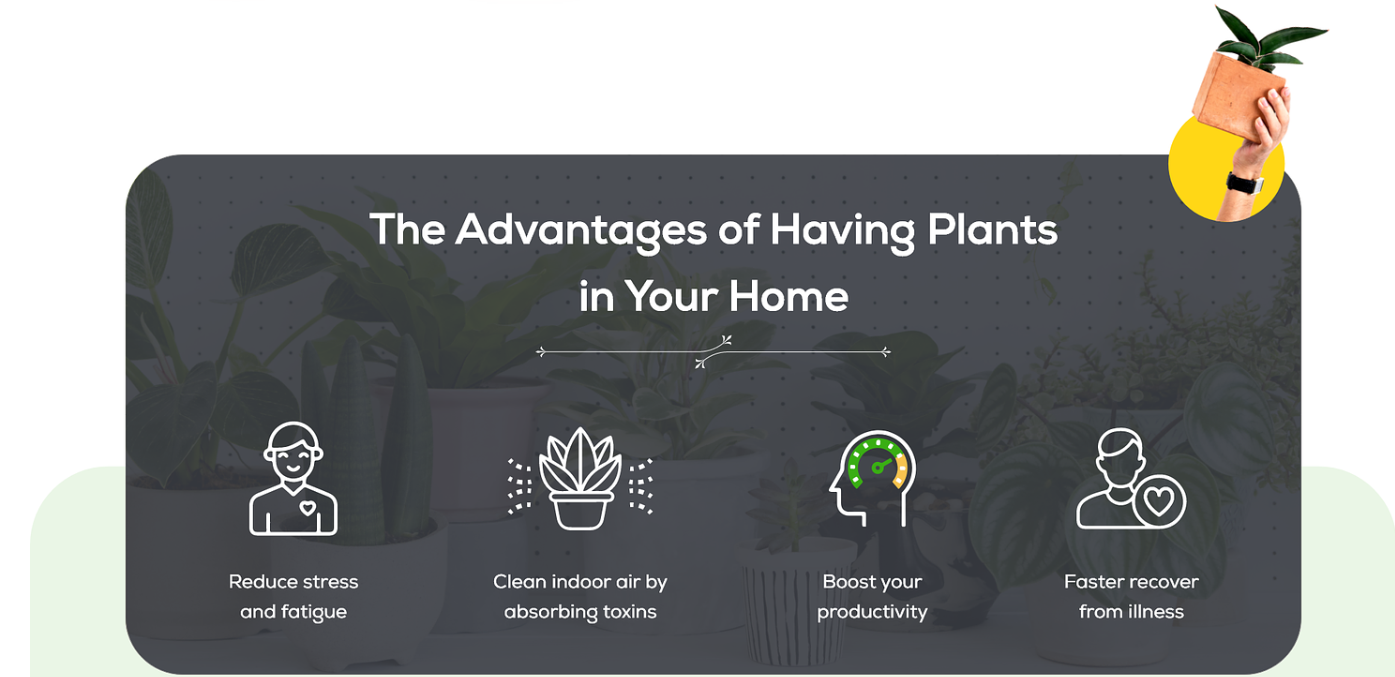 The Advantages of Having Plants
in Your Home
Reduce stress
and fatigue
Clean indoor air by
absorbing toxins
Boost your
productivity
Faster recover
from illness